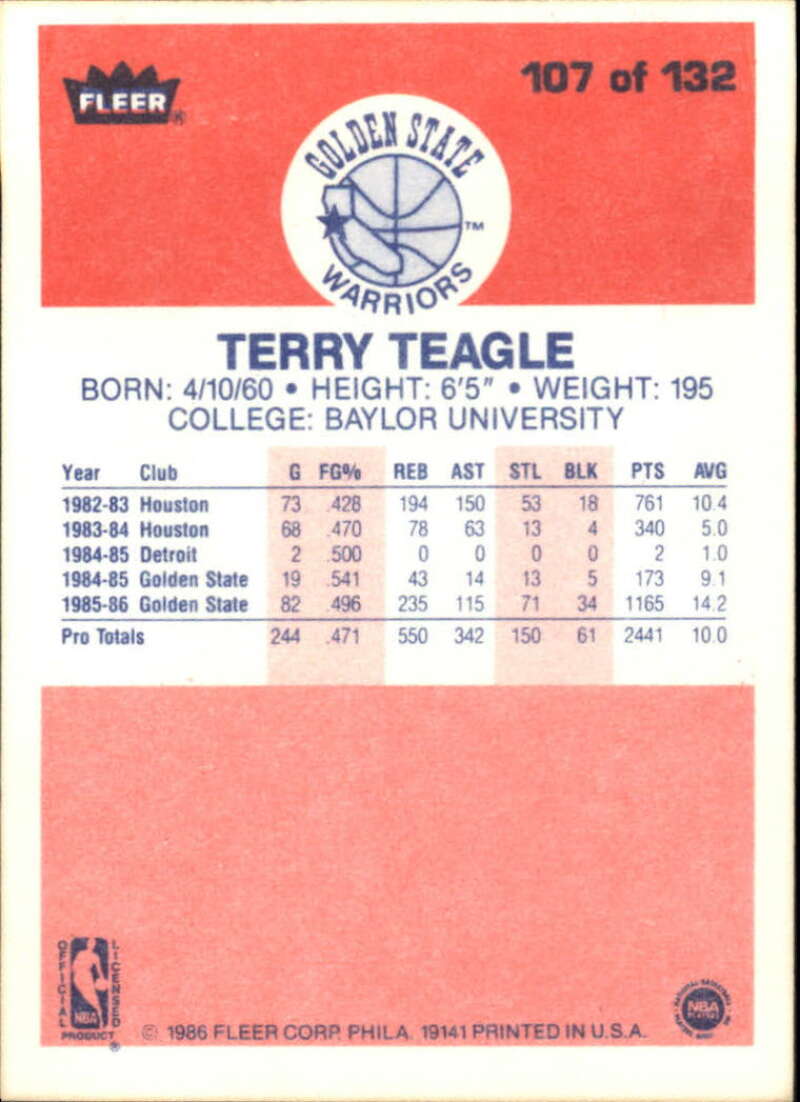 FLEER ®
107 of 132
GOLDEN STATE
WARRIORS ™
TERRY TEAGLE
BORN: 4/10/60 • HEIGHT: 6'5" • WEIGHT: 195
COLLEGE: BAYLOR UNIVERSITY
Year Club G FG% REB AST STL BLK PTS AVG
1982-83 Houston 73 .428 194 150 53 18 761 10.4
1983-84 Houston 68 .470 78 63 13 4 340 5.0
1984-85 Detroit 2 .500 0 0 0 0 2 1.0
1984-85 Golden State 19 .541 43 14 13 5 173 9.1
1985-86 Golden State 82 .496 235 115 71 34 1165 14.2
Pro Totals 244 .471 550 342 150 61 2441 10.0
OFFICIAL
LICENSED
NBA
PRODUCT ®
© 1986 FLEER CORP. PHILA. 19141 PRINTED IN U.S.A.
NBA
PLAYERS